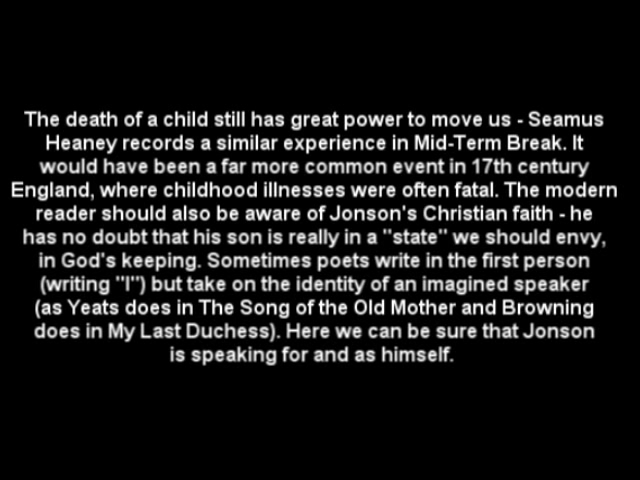 The death of a child still has great power to move us - Seamus
Heaney records a similar experience in Mid-Term Break. It
would have been a far more common event in 17th century
England, where childhood illnesses were often fatal. The modern
reader should also be aware of Jonson's Christian faith - he
has no doubt that his son is really in a "state" we should envy,
in God's keeping. Sometimes poets write in the first person
(writing "I") but take on the identity of an imagined speaker
(as Yeats does in The Song of the Old Mother and Browning
does in My Last Duchess). Here we can be sure that Jonson
is speaking for and as himself.